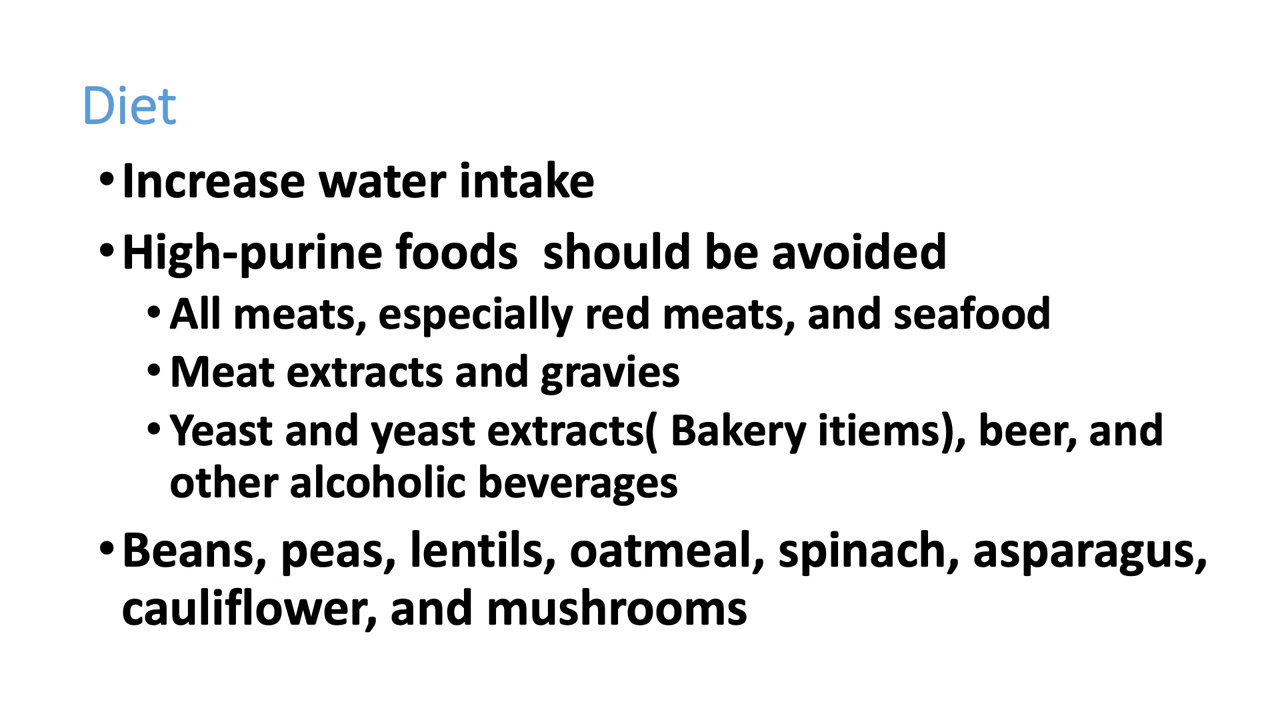 Diet
•Increase water intake
•High-purine foods  should be avoided
•All meats, especially red meats, and seafood
•Meat extracts and gravies
•Yeast and yeast extracts( Bakery itiems), beer, and
other alcoholic beverages
•Beans, peas, lentils, oatmeal, spinach, asparagus,
cauliflower, and mushrooms